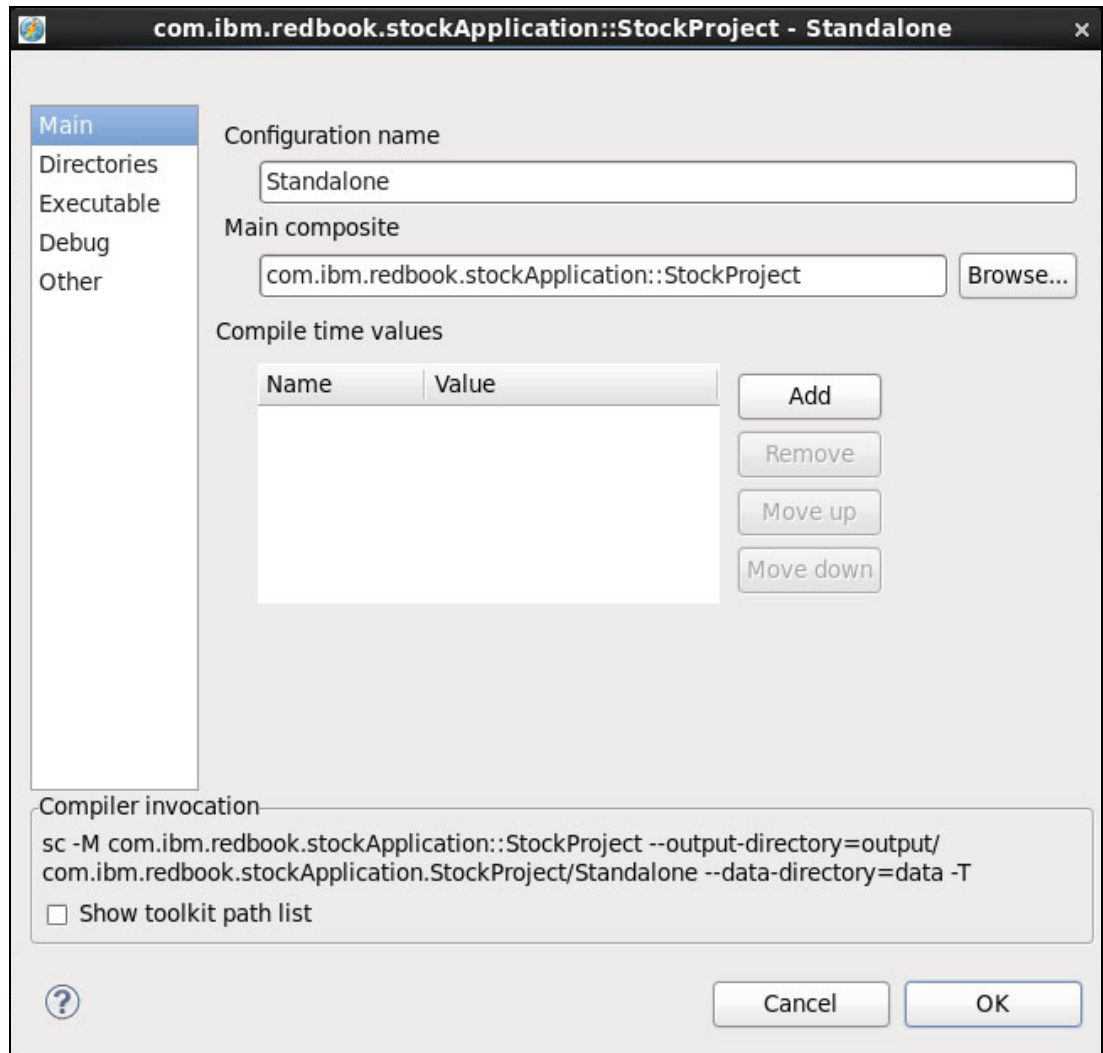 com.ibm.redbook.stockApplication::StockProject - Standalone
Main
Directories
Executable
Debug
Other
Configuration name
Standalone
Main composite
com.ibm.redbook.stockApplication::StockProject
Browse...
Compile time values
Name Value
Add
Remove
Move up
Move down
Compiler invocation
sc -M com.ibm.redbook.stockApplication::StockProject --output-directory=output/
com.ibm.redbook.stockApplication.StockProject/Standalone --data-directory=data -T
Show toolkit path list
?
Cancel
OK